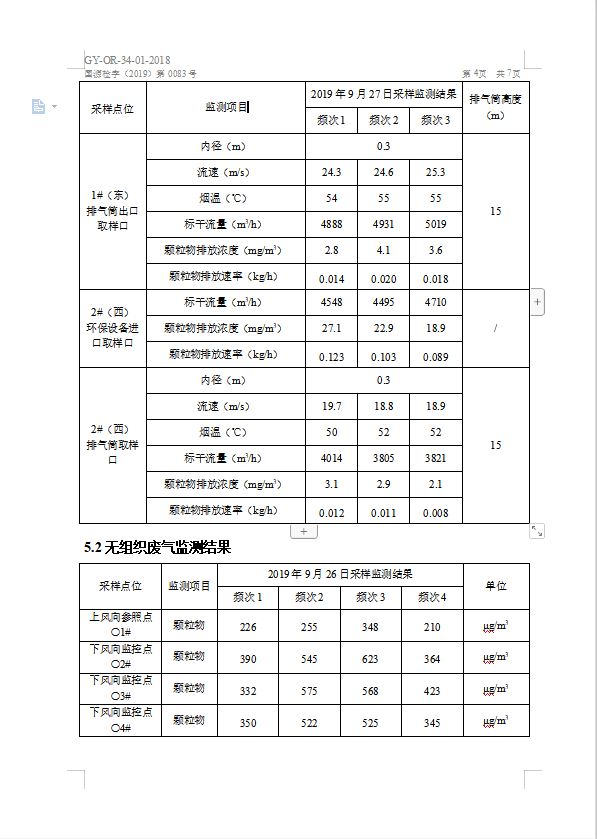 GY-OR-34-01-2018
国源检字（2019）第 0083 号 第 4页 共 7页
采样点位 监测项目 2019 年 9 月 27 日采样监测结果 排气筒高度（m）
频次 1 频次 2 频次 3
1#（东）排气筒出口取样口 内径（m） 0.3 15
流速（m/s） 24.3 24.6 25.3
烟温（℃） 54 55 55
标干流量（m³/h） 4888 4931 5019
颗粒物排放浓度（mg/m³） 2.8 4.1 3.6
颗粒物排放速率（kg/h） 0.014 0.020 0.018
2#（西）环保设备进口取样口 标干流量（m³/h） 4548 4495 4710 /
颗粒物排放浓度（mg/m³） 27.1 22.9 18.9
颗粒物排放速率（kg/h） 0.123 0.103 0.089
2#（西）排气筒取样口 内径（m） 0.3 15
流速（m/s） 19.7 18.8 18.9
烟温（℃） 50 52 52
标干流量（m³/h） 4014 3805 3821
颗粒物排放浓度（mg/m³） 3.1 2.9 2.1
颗粒物排放速率（kg/h） 0.012 0.011 0.008
5.2 无组织废气监测结果
采样点位 监测项目 2019 年 9 月 26 日采样监测结果 单位
频次 1 频次 2 频次 3 频次 4
上风向参照点○1# 颗粒物 226 255 348 210 μg/m³
下风向监控点○2# 颗粒物 390 545 623 364 μg/m³
下风向监控点○3# 颗粒物 332 575 568 423 μg/m³
下风向监控点○4# 颗粒物 350 522 525 345 μg/m³